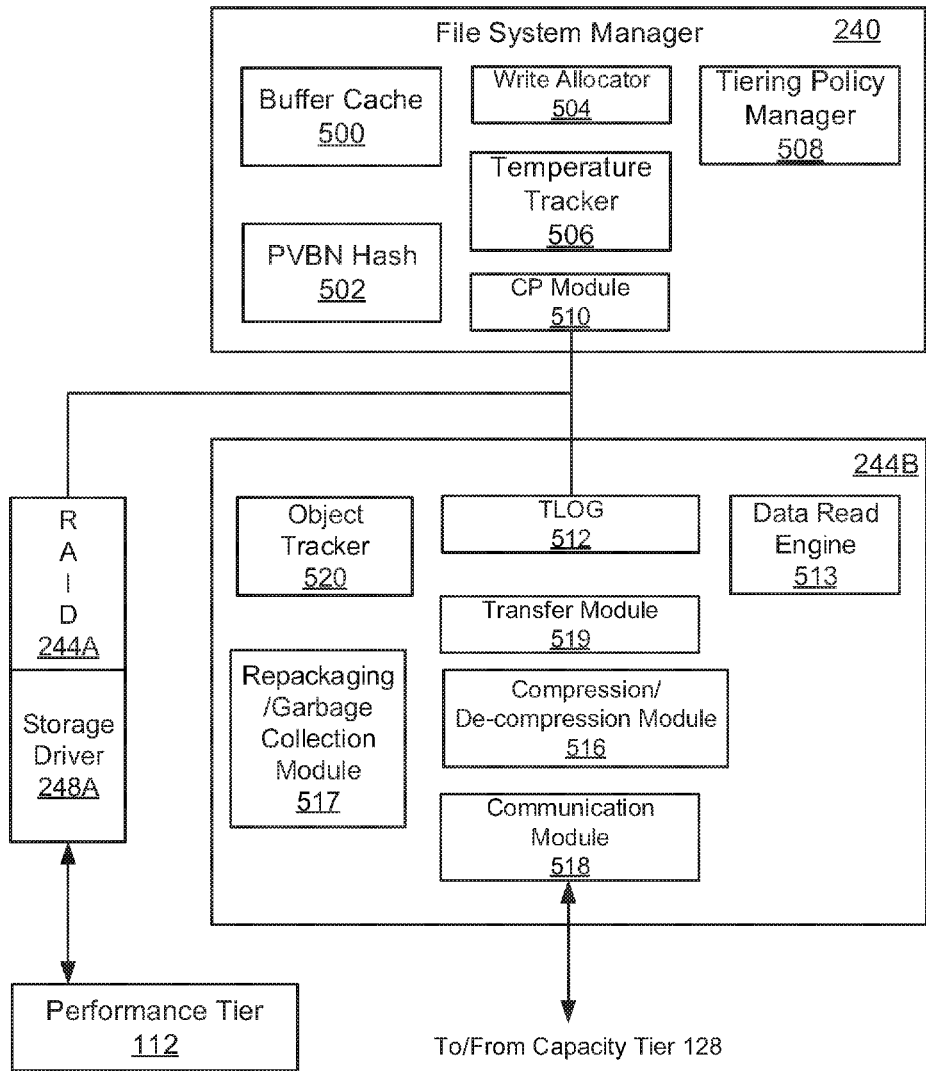 File System Manager
240
Buffer Cache
500
Write Allocator
504
Tiering Policy
Manager
508
Temperature
Tracker
506
PVBN Hash
502
CP Module
510
244B
R
A
I
D
244A
Storage
Driver
248A
Object
Tracker
520
TLOG
512
Data Read
Engine
513
Transfer Module
519
Repackaging
/Garbage
Collection
Module
517
Compression/
De-compression Module
516
Communication
Module
518
Performance Tier
112
To/From Capacity Tier 128